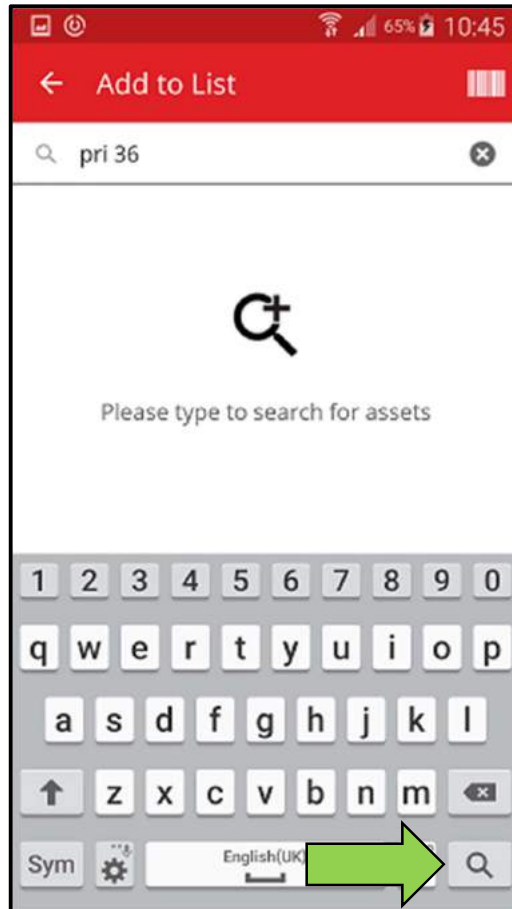 65% 10:45
Add to List
pri 36
Please type to search for assets
1 2 3 4 5 6 7 8 9 0
q w e r t y u i o p
a s d f g h j k l
z x c v b n m
Sym English(UK)